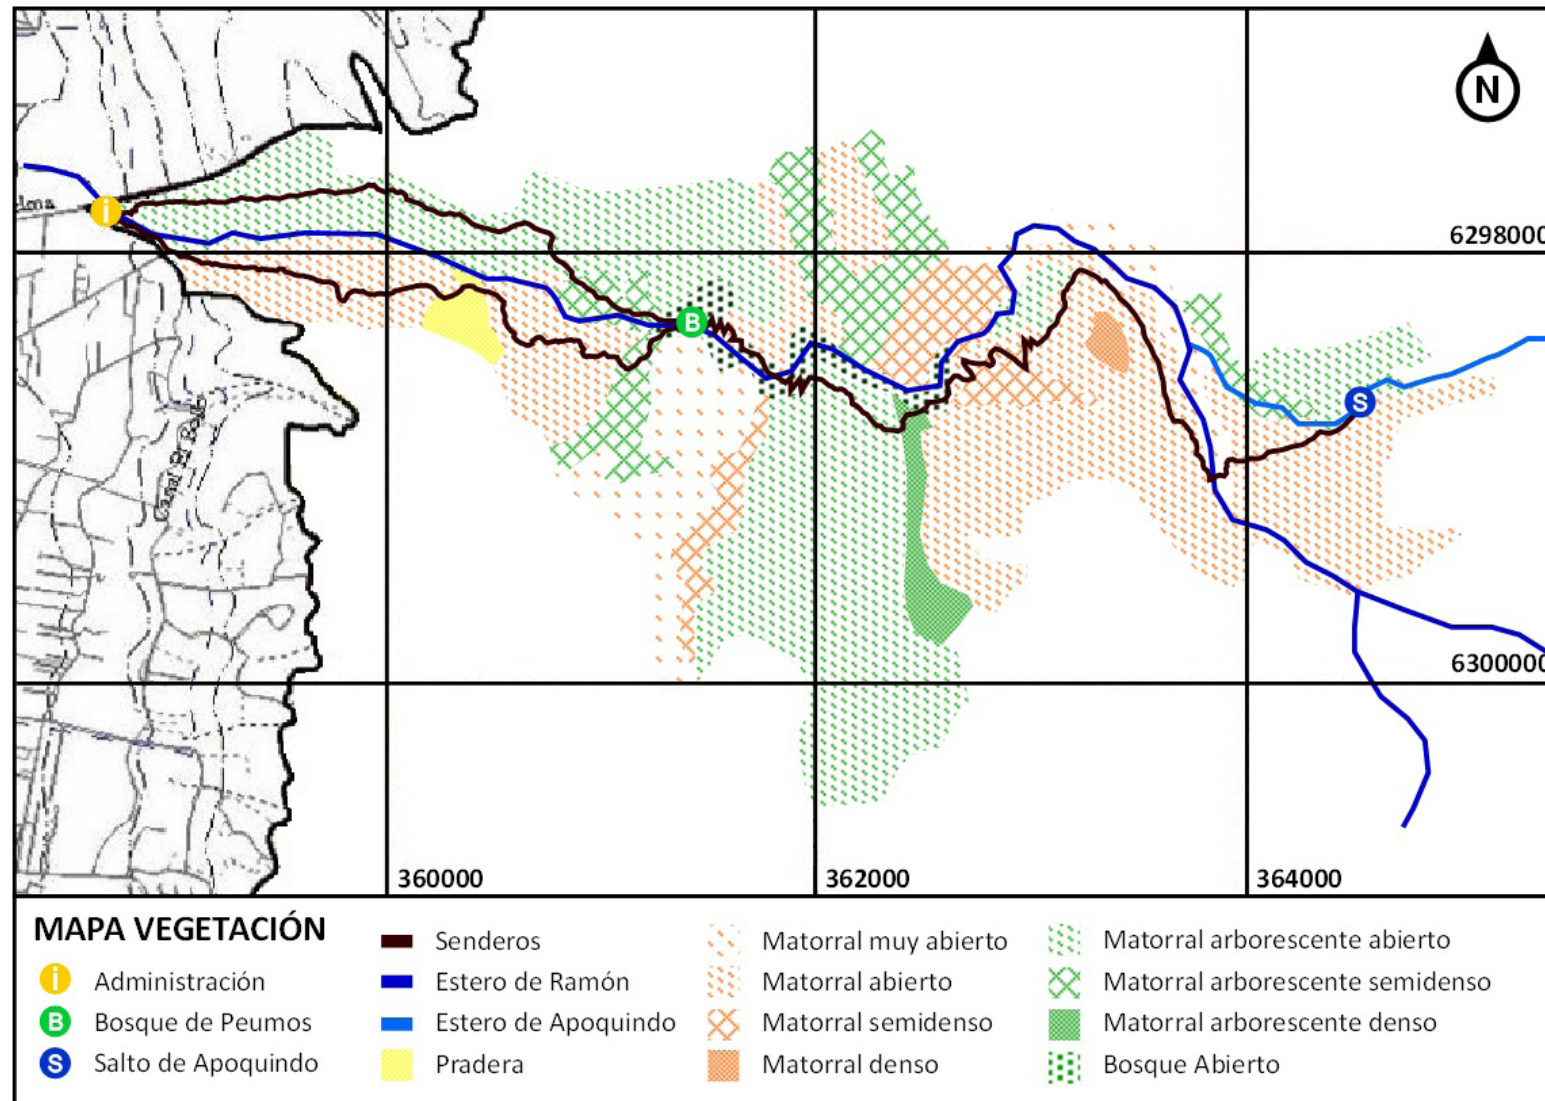 N
i
6298000
B
S
Canal El Bollo
6300000
360000
362000
364000
MAPA VEGETACIÓN
i Administración
B Bosque de Peumos
S Salto de Apoquindo
Senderos
Estero de Ramón
Estero de Apoquindo
Pradera
Matorral muy abierto
Matorral abierto
Matorral semidenso
Matorral denso
Matorral arborescente abierto
Matorral arborescente semidenso
Matorral arborescente denso
Bosque Abierto